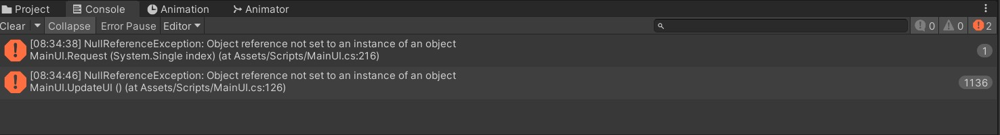 Project Console Animation Animator
Clear Collapse Error Pause Editor 0 0 2
[08:34:38] NullReferenceException: Object reference not set to an instance of an object
MainUI.Request (System.Single index) (at Assets/Scripts/MainUI.cs:216)
1
[08:34:46] NullReferenceException: Object reference not set to an instance of an object
MainUI.UpdateUI () (at Assets/Scripts/MainUI.cs:126)
1136